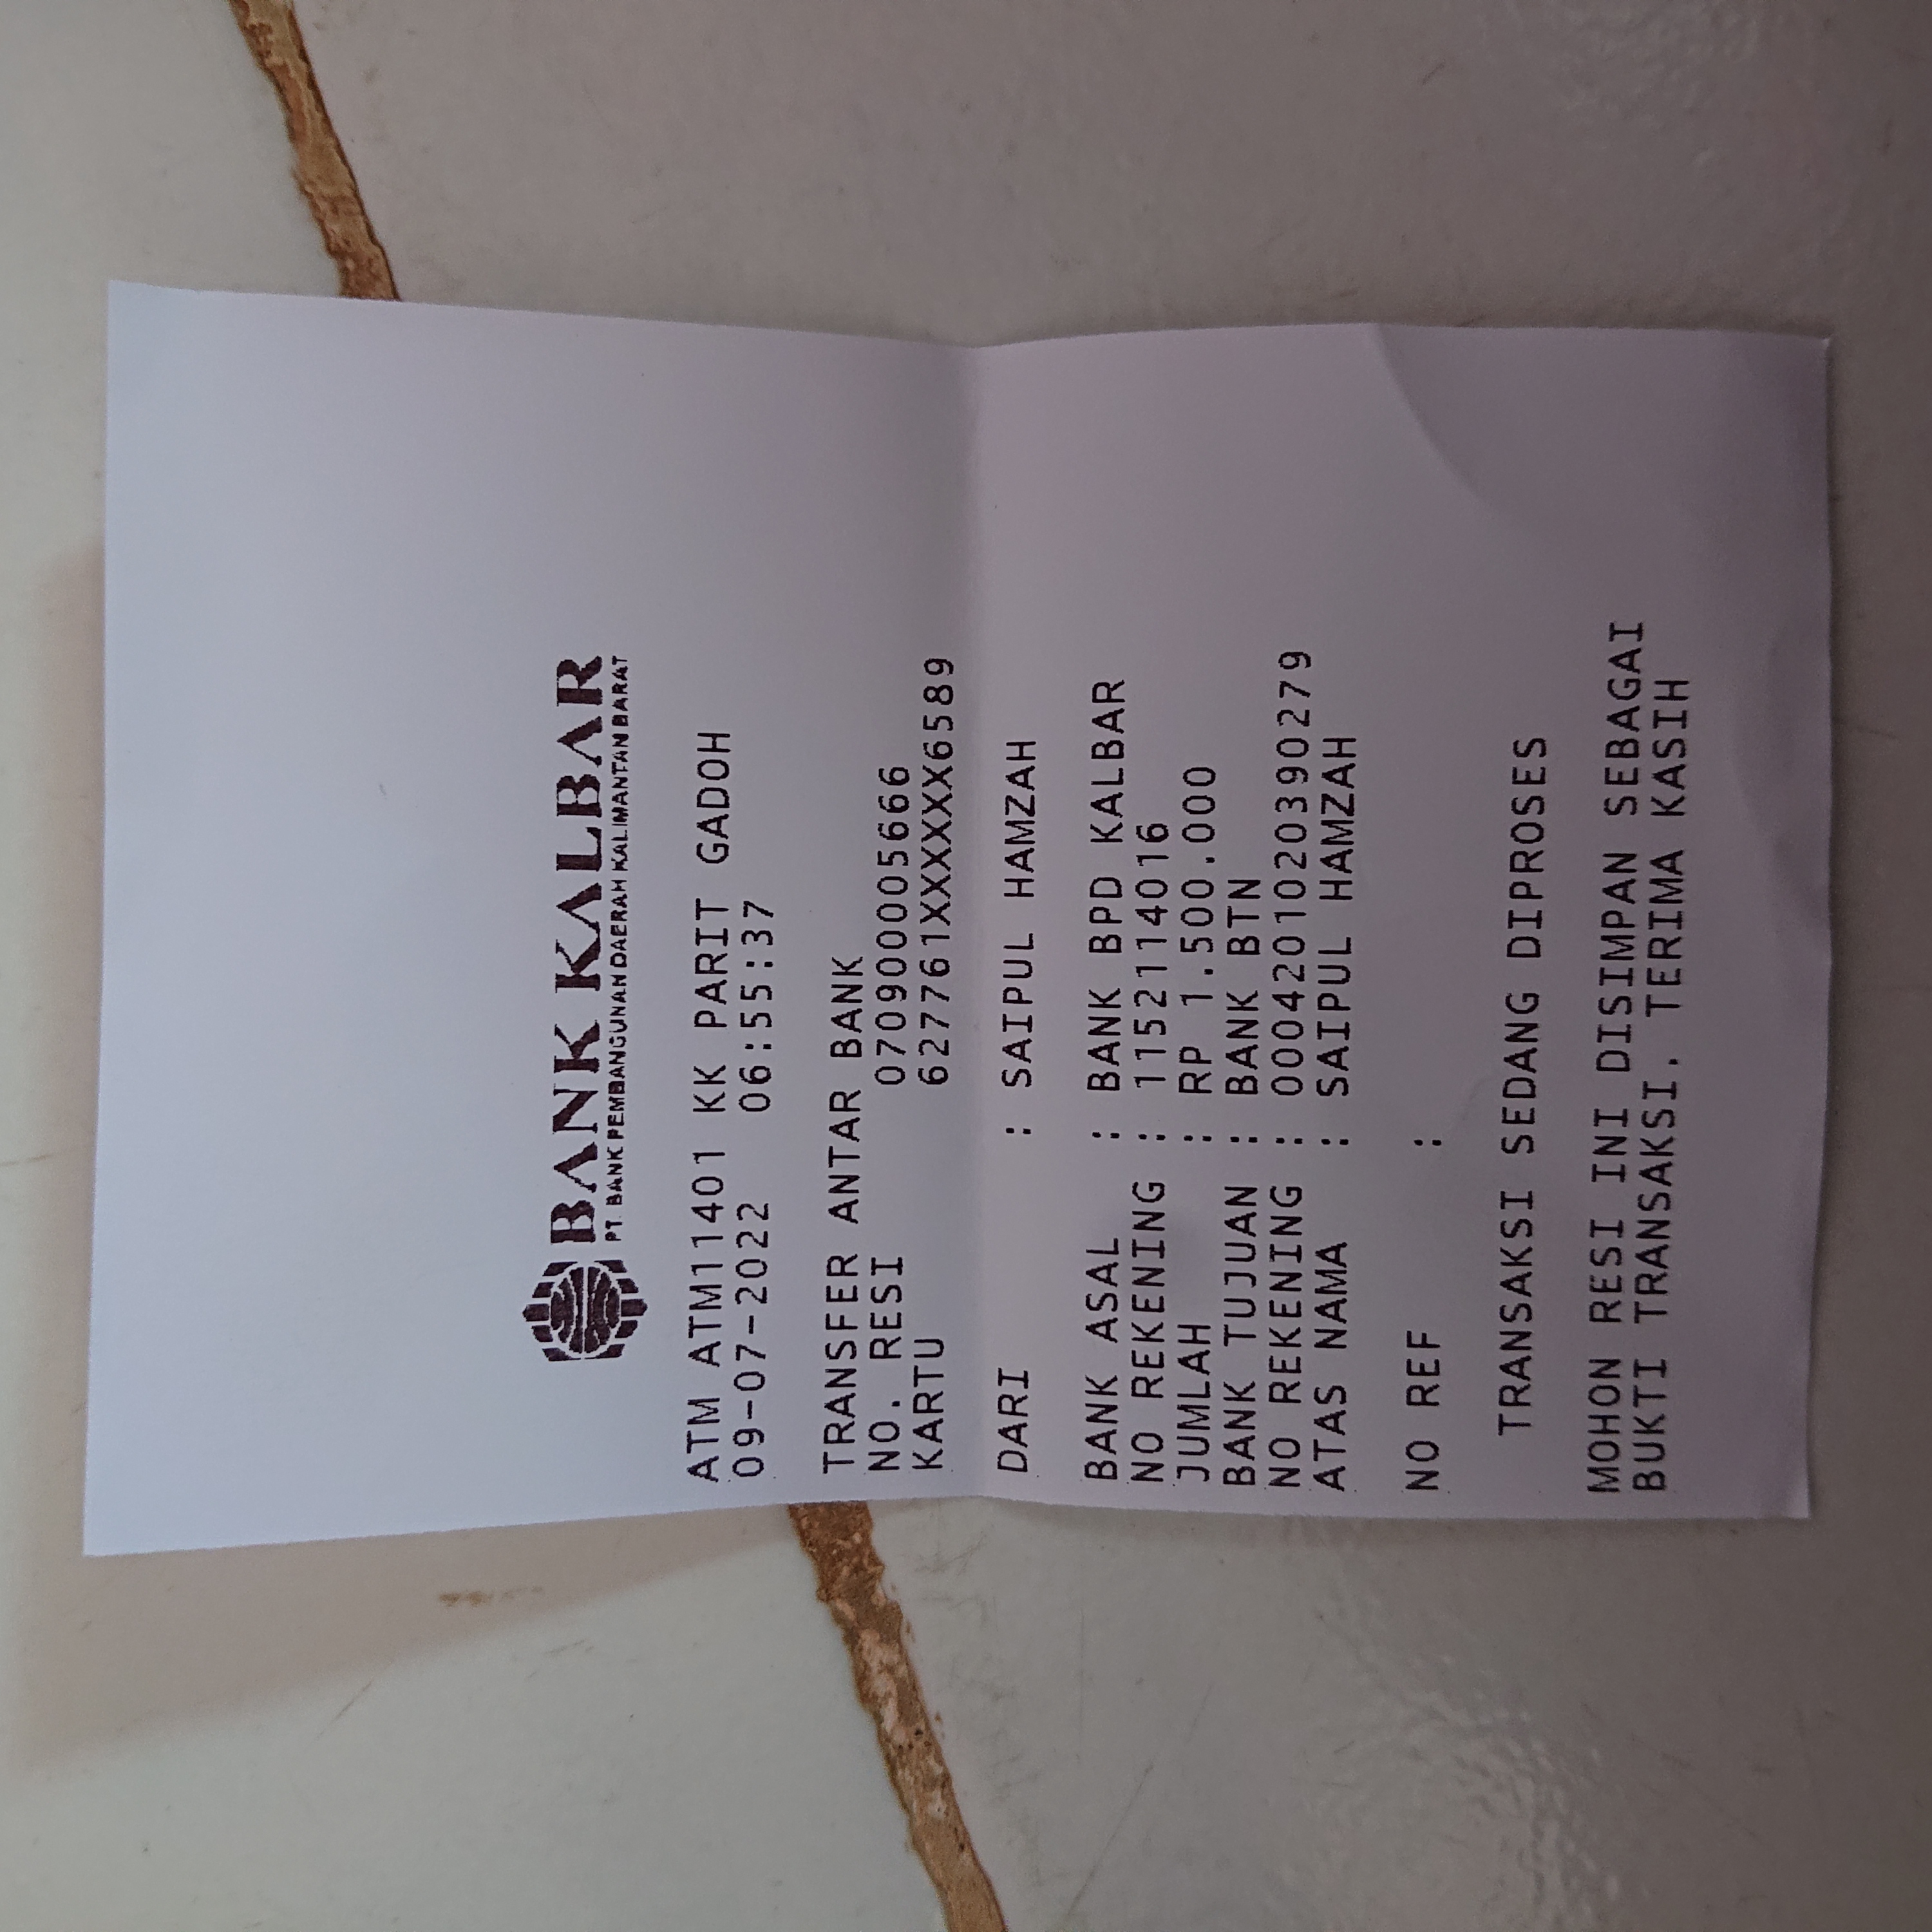 BANK KALBAR
PT. BANK PEMBANGUNAN DAERAH KALIMANTAN BARAT
ATM ATM11401 KK PARIT GADOH
09-07-2022 06:55:37
TRANSFER ANTAR BANK
NO. RESI 070900005666
KARTU 627761XXXXXX6589
DARI : SAIPUL HAMZAH
BANK ASAL : BANK BPD KALBAR
NO REKENING : 1152114016
JUMLAH : RP 1.500.000
BANK TUJUAN : BANK BTN
NO REKENING : 0004201020390279
ATAS NAMA : SAIPUL HAMZAH
NO REF :
TRANSAKSI SEDANG DIPROSES
MOHON RESI INI DISIMPAN SEBAGAI
BUKTI TRANSAKSI. TERIMA KASIH